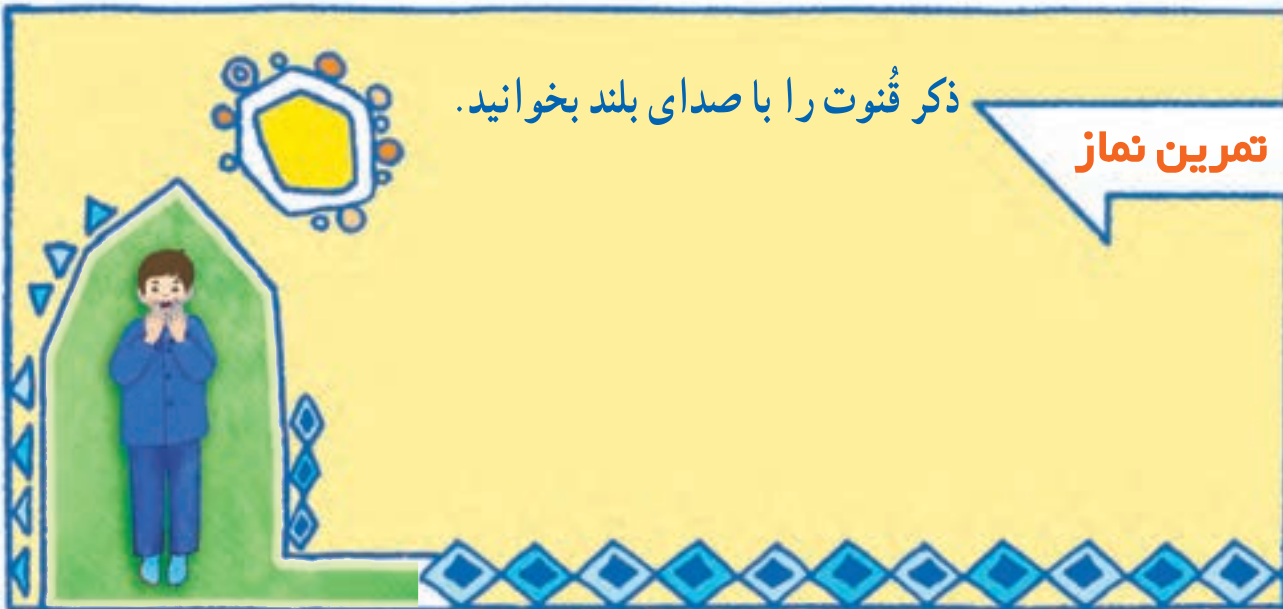 تمرین نماز
ذکر قُنوت را با صدای بلند بخوانید.